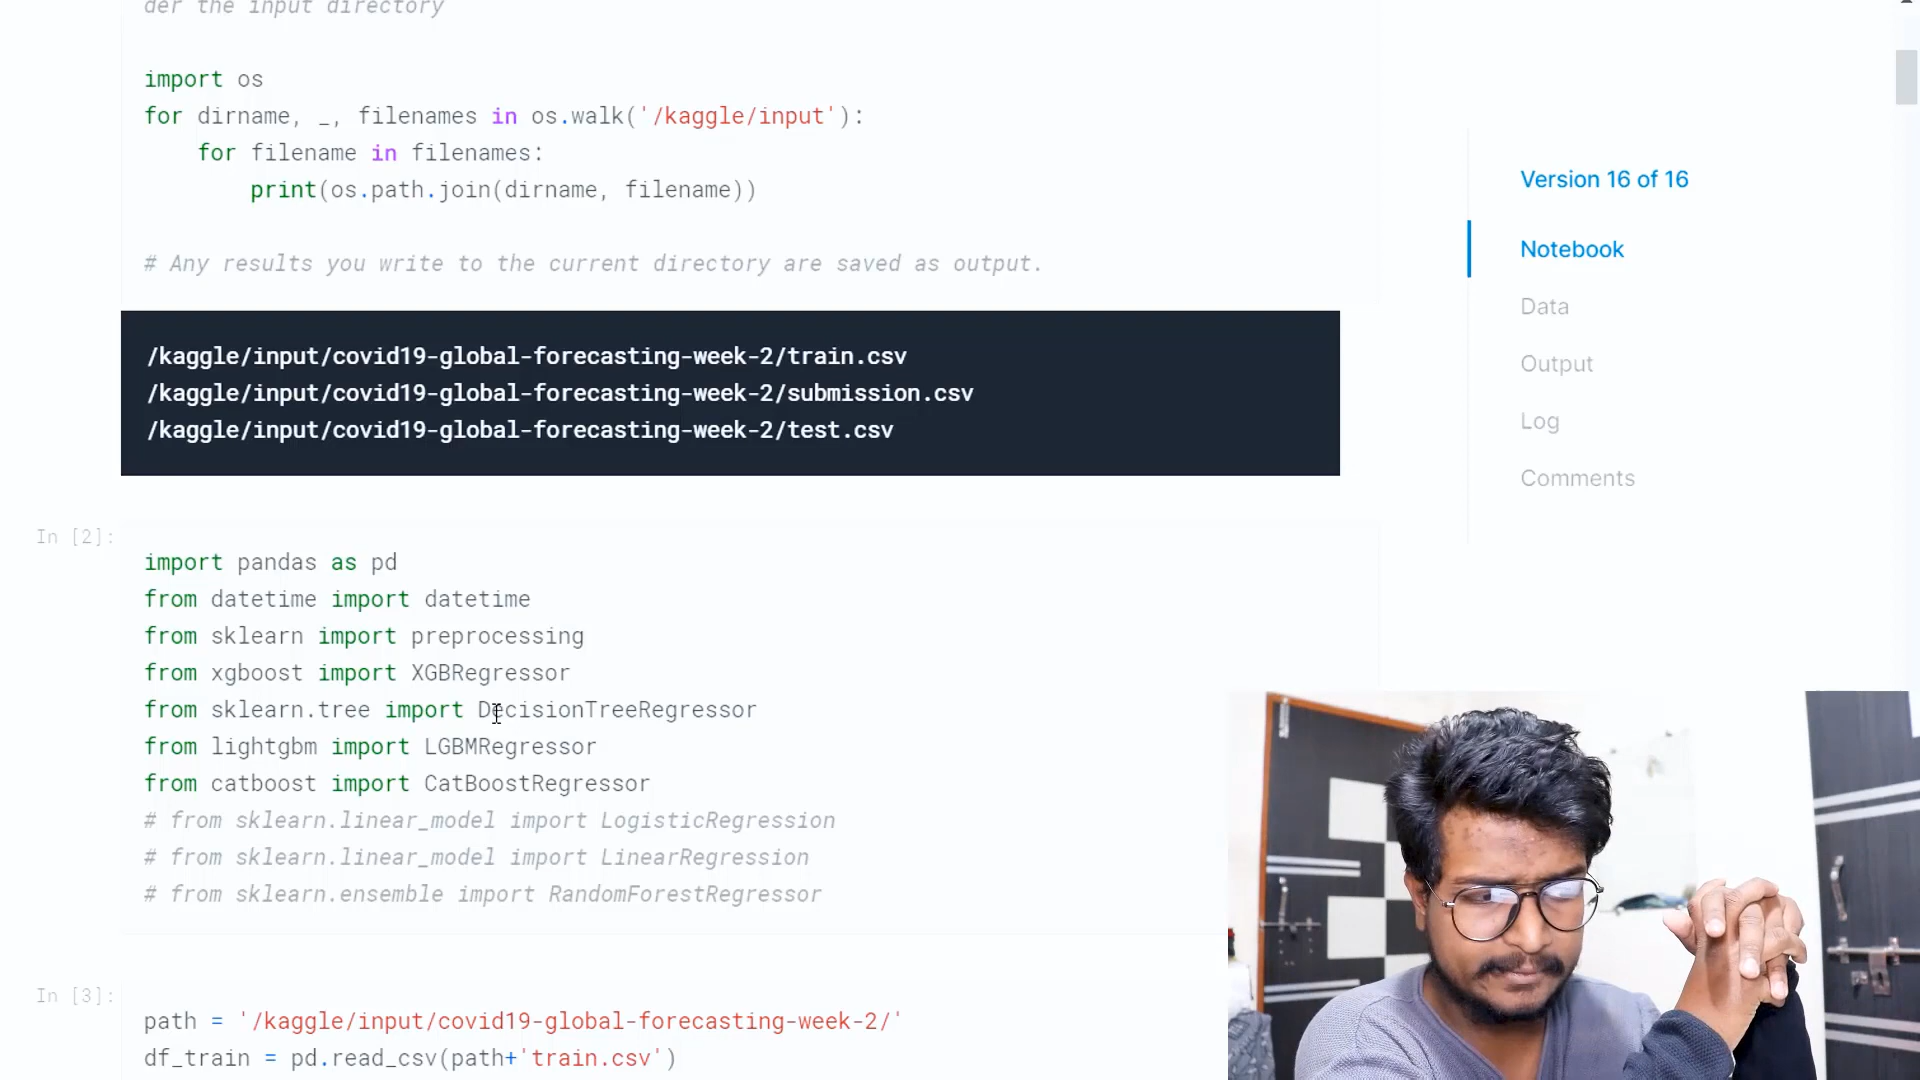 der the input directory
import os
for dirname, _, filenames in os.walk('/kaggle/input'):
    for filename in filenames:
        print(os.path.join(dirname, filename))
# Any results you write to the current directory are saved as output.
/kaggle/input/covid19-global-forecasting-week-2/train.csv
/kaggle/input/covid19-global-forecasting-week-2/submission.csv
/kaggle/input/covid19-global-forecasting-week-2/test.csv
In [2]:
import pandas as pd
from datetime import datetime
from sklearn import preprocessing
from xgboost import XGBRegressor
from sklearn.tree import DecisionTreeRegressor
from lightgbm import LGBMRegressor
from catboost import CatBoostRegressor
# from sklearn.linear_model import LogisticRegression
# from sklearn.linear_model import LinearRegression
# from sklearn.ensemble import RandomForestRegressor
In [3]:
path = '/kaggle/input/covid19-global-forecasting-week-2/'
df_train = pd.read_csv(path+'train.csv')
Version 16 of 16
Notebook
Data
Output
Log
Comments